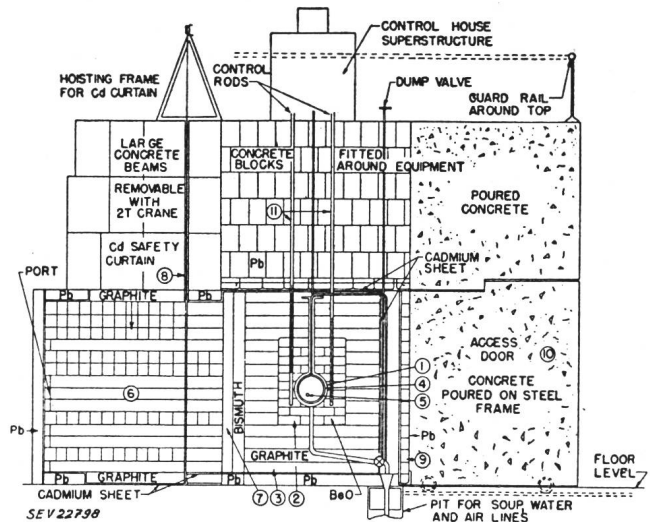 CONTROL HOUSE
SUPERSTRUCTURE
HOISTING FRAME
FOR Cd CURTAIN
CONTROL
RODS
DUMP VALVE
GUARD RAIL
AROUND TOP
LARGE
CONCRETE
BEAMS
CONCRETE
BLOCKS
FITTED
AROUND EQUIPMENT
REMOVABLE
WITH
2T CRANE
11
POURED
CONCRETE
Cd SAFETY
CURTAIN
Pb
CADMIUM
SHEET
PORT
8
Pb
GRAPHITE
Pb
ACCESS
DOOR
10
1
4
5
6
BISMUTH
CONCRETE
POURED ON STEEL
FRAME
Pb
Pb
GRAPHITE
9
FLOOR
LEVEL
Pb
GRAPHITE
Pb
Pb
CADMIUM SHEET
7
3
2
BeO
PIT FOR SOUP, WATER
AND AIR LINES
SEV22798